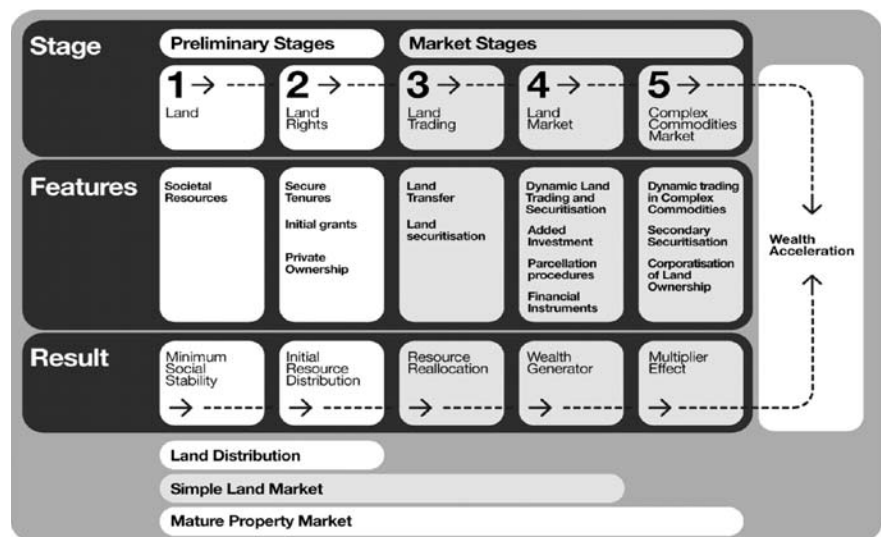 Stage
Preliminary Stages
Market Stages
1
Land
2
Land
Rights
3
Land
Trading
4
Land
Market
5
Complex
Commodities
Market
Features
Societal
Resources
Secure
Tenures
Initial grants
Private
Ownership
Land
Transfer
Land
securitisation
Dynamic Land
Trading and
Securitisation
Added
Investment
Parcellation
procedures
Financial
Instruments
Dynamic trading
in Complex
Commodities
Secondary
Securitisation
Corporatisation
of Land
Ownership
Wealth
Acceleration
Result
Minimum
Social
Stability
Initial
Resource
Distribution
Resource
Reallocation
Wealth
Generator
Multiplier
Effect
Land Distribution
Simple Land Market
Mature Property Market